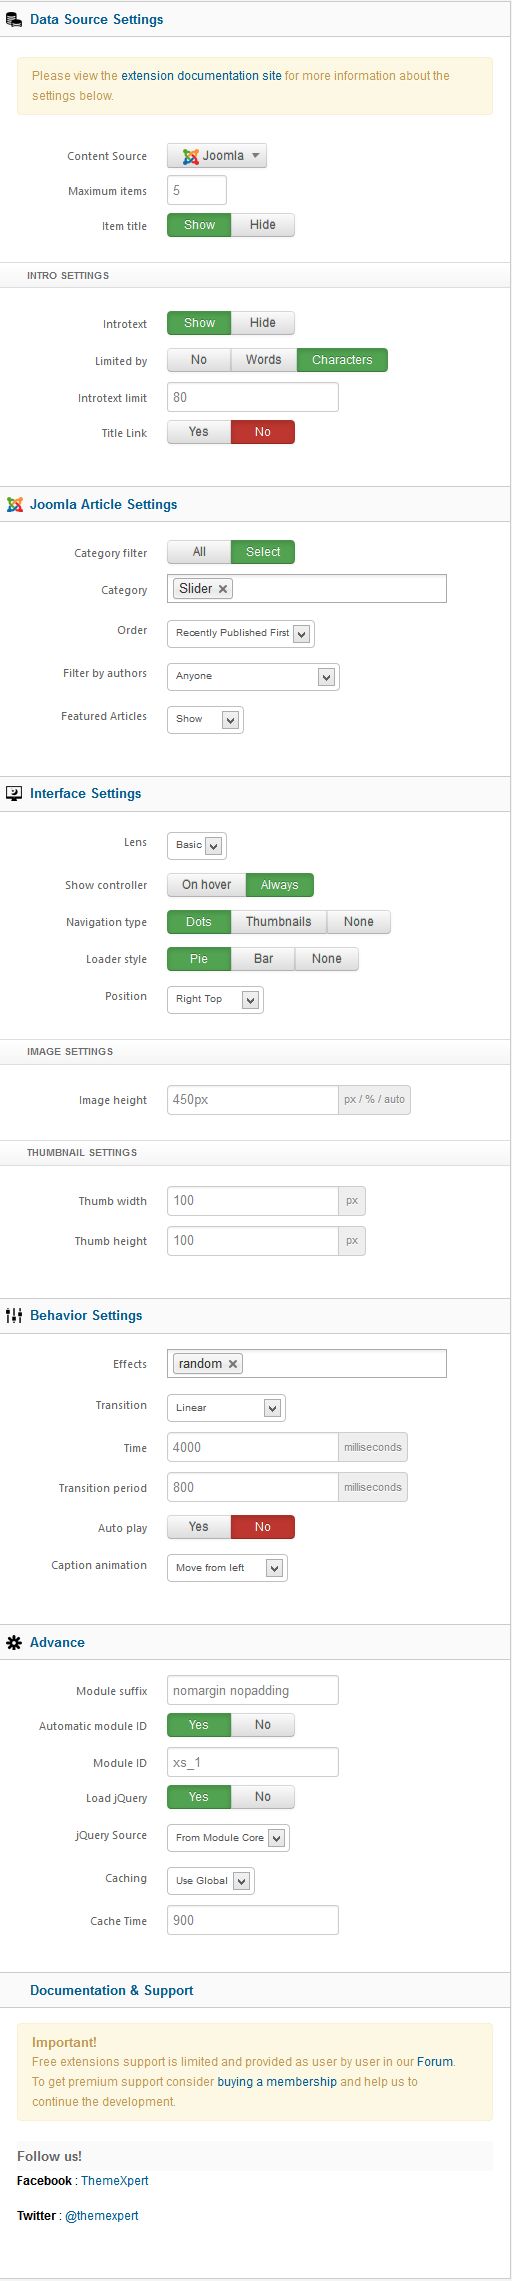 Data Source Settings
Please view the extension documentation site for more information about the
settings below.
Content Source Joomla
Maximum items 5
Item title Show Hide
INTRO SETTINGS
Introtext Show Hide
Limited by No Words Characters
Introtext limit 80
Title Link Yes No
Joomla Article Settings
Category filter All Select
Category Slider ×
Order Recently Published First
Filter by authors Anyone
Featured Articles Show
Interface Settings
Lens Basic
Show controller On hover Always
Navigation type Dots Thumbnails None
Loader style Pie Bar None
Position Right Top
IMAGE SETTINGS
Image height 450px px / % / auto
THUMBNAIL SETTINGS
Thumb width 100 px
Thumb height 100 px
Behavior Settings
Effects random ×
Transition Linear
Time 4000 milliseconds
Transition period 800 milliseconds
Auto play Yes No
Caption animation Move from left
Advance
Module suffix nomargin nopadding
Automatic module ID Yes No
Module ID xs_1
Load jQuery Yes No
jQuery Source From Module Core
Caching Use Global
Cache Time 900
Documentation & Support
Important!
Free extensions support is limited and provided as user by user in our Forum.
To get premium support consider buying a membership and help us to
continue the development.
Follow us!
Facebook : ThemeXpert
Twitter : @themexpert